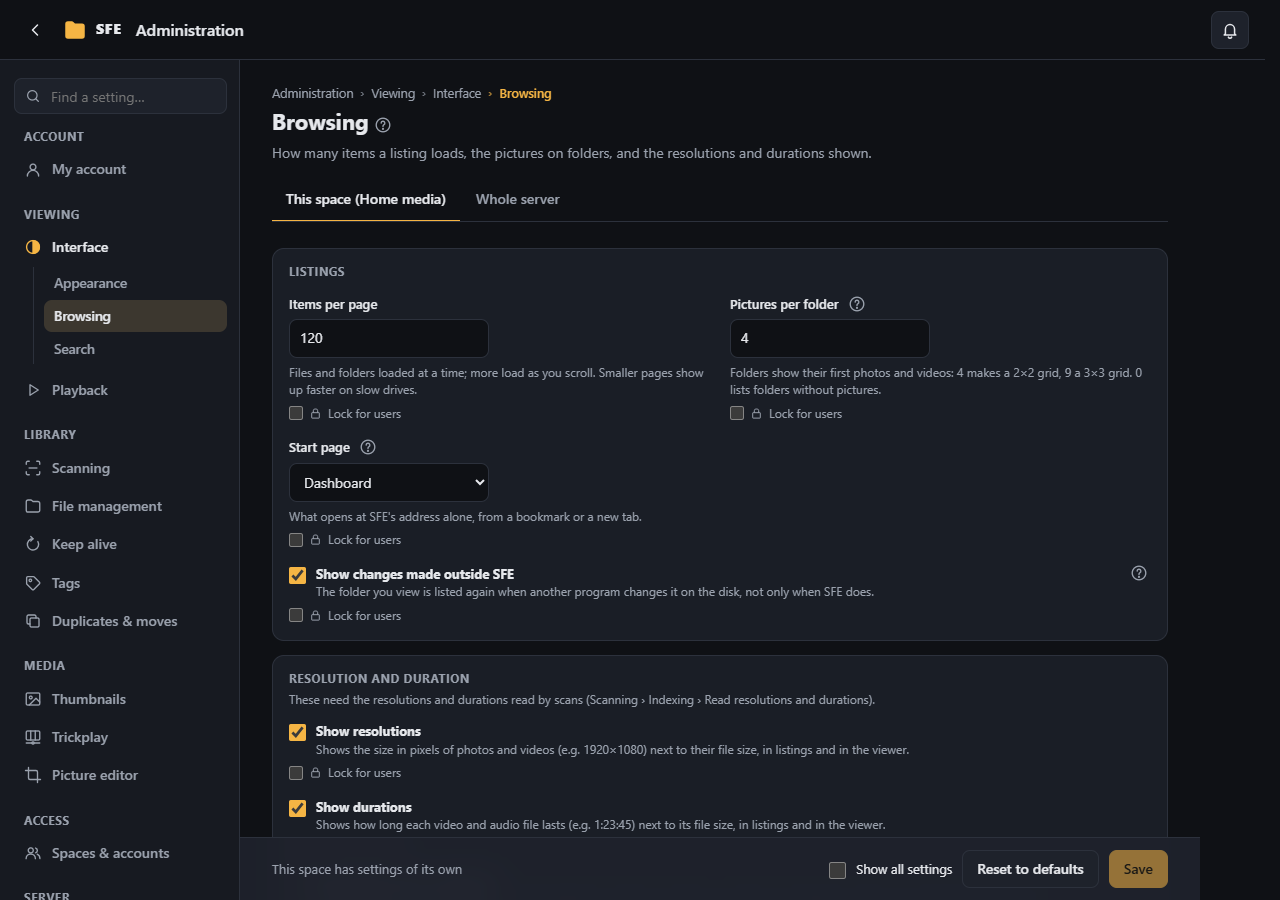 SFE Administration
Find a setting...
ACCOUNT
My account
VIEWING
Interface
Appearance
Browsing
Search
Playback
LIBRARY
Scanning
File management
Keep alive
Tags
Duplicates & moves
MEDIA
Thumbnails
Trickplay
Picture editor
ACCESS
Spaces & accounts
SERVER
Administration › Viewing › Interface › Browsing
Browsing
How many items a listing loads, the pictures on folders, and the resolutions and durations shown.
This space (Home media) Whole server
LISTINGS
Items per page
120
Files and folders loaded at a time; more load as you scroll. Smaller pages show
up faster on slow drives.
Lock for users
Pictures per folder
4
Folders show their first photos and videos: 4 makes a 2×2 grid, 9 a 3×3 grid. 0
lists folders without pictures.
Lock for users
Start page
Dashboard
What opens at SFE's address alone, from a bookmark or a new tab.
Lock for users
Show changes made outside SFE
The folder you view is listed again when another program changes it on the disk, not only when SFE does.
Lock for users
RESOLUTION AND DURATION
These need the resolutions and durations read by scans (Scanning › Indexing › Read resolutions and durations).
Show resolutions
Shows the size in pixels of photos and videos (e.g. 1920×1080) next to their file size, in listings and in the viewer.
Lock for users
Show durations
Shows how long each video and audio file lasts (e.g. 1:23:45) next to its file size, in listings and in the viewer.
This space has settings of its own
Show all settings
Reset to defaults
Save